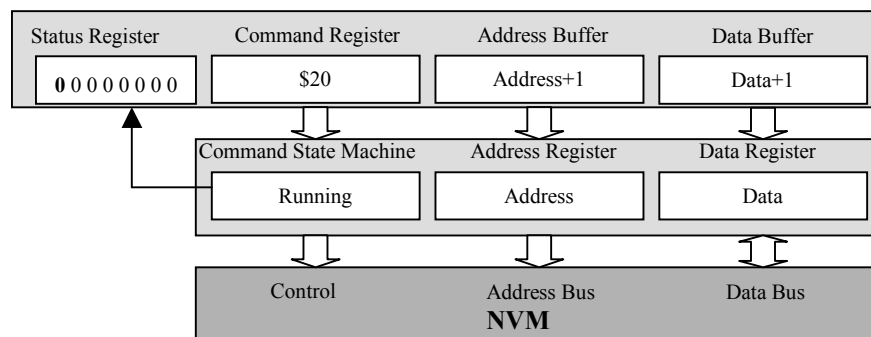 Status Register Command Register Address Buffer Data Buffer
0 0 0 0 0 0 0 0 $20 Address+1 Data+1
Command State Machine Address Register Data Register
Running Address Data
Control Address Bus Data Bus
NVM